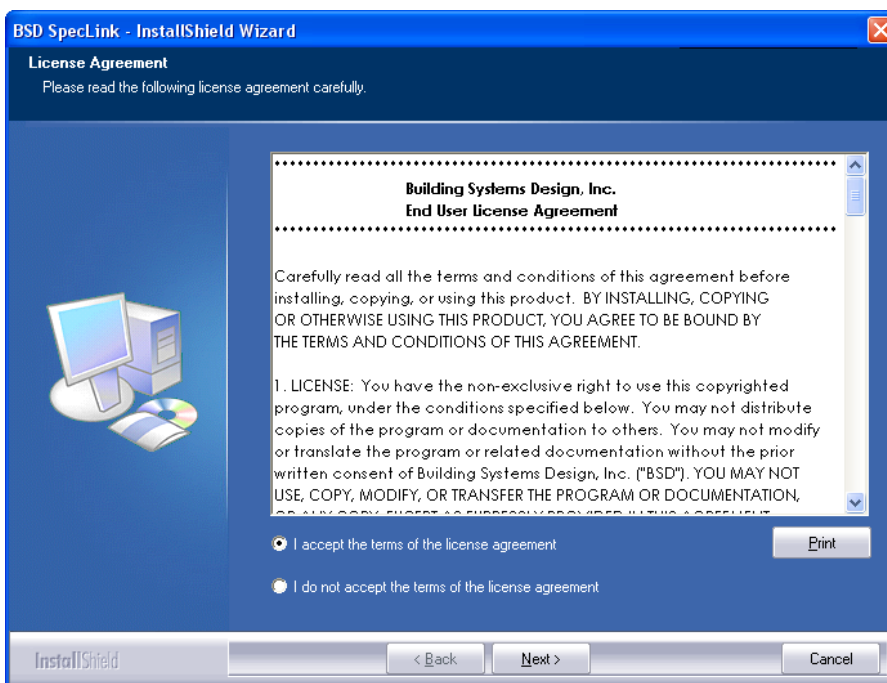 BSD SpecLink - InstallShield Wizard
License Agreement
Please read the following license agreement carefully.
Building Systems Design, Inc.
End User License Agreement
Carefully read all the terms and conditions of this agreement before
installing, copying, or using this product. BY INSTALLING, COPYING
OR OTHERWISE USING THIS PRODUCT, YOU AGREE TO BE BOUND BY
THE TERMS AND CONDITIONS OF THIS AGREEMENT.
1. LICENSE: You have the non-exclusive right to use this copyrighted
program, under the conditions specified below. You may not distribute
copies of the program or documentation to others. You may not modify
or translate the program or related documentation without the prior
written consent of Building Systems Design, Inc. ("BSD"). YOU MAY NOT
USE, COPY, MODIFY, OR TRANSFER THE PROGRAM OR DOCUMENTATION,
I accept the terms of the license agreement
Print
I do not accept the terms of the license agreement
InstallShield
< Back
Next >
Cancel